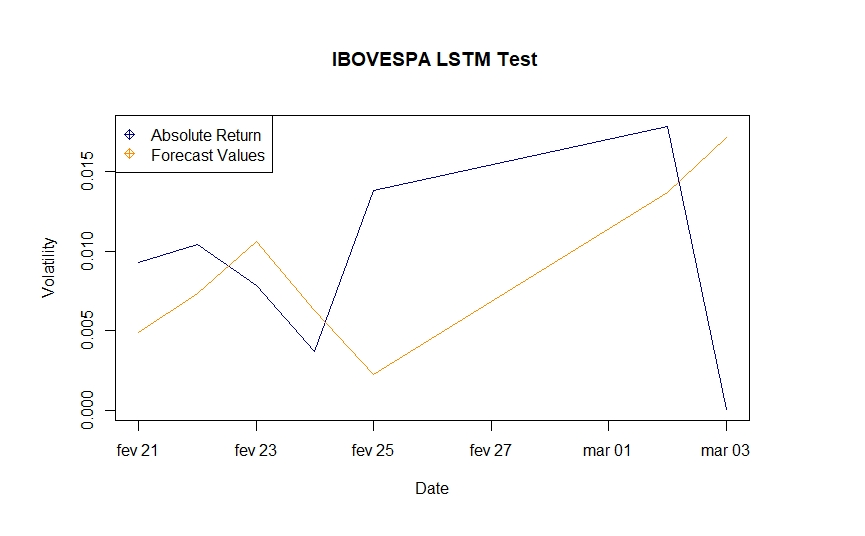 IBOVESPA LSTM Test
Absolute Return
Forecast Values
Volatility
0.015
0.010
0.005
0.000
fev 21 fev 23 fev 25 fev 27 mar 01 mar 03
Date